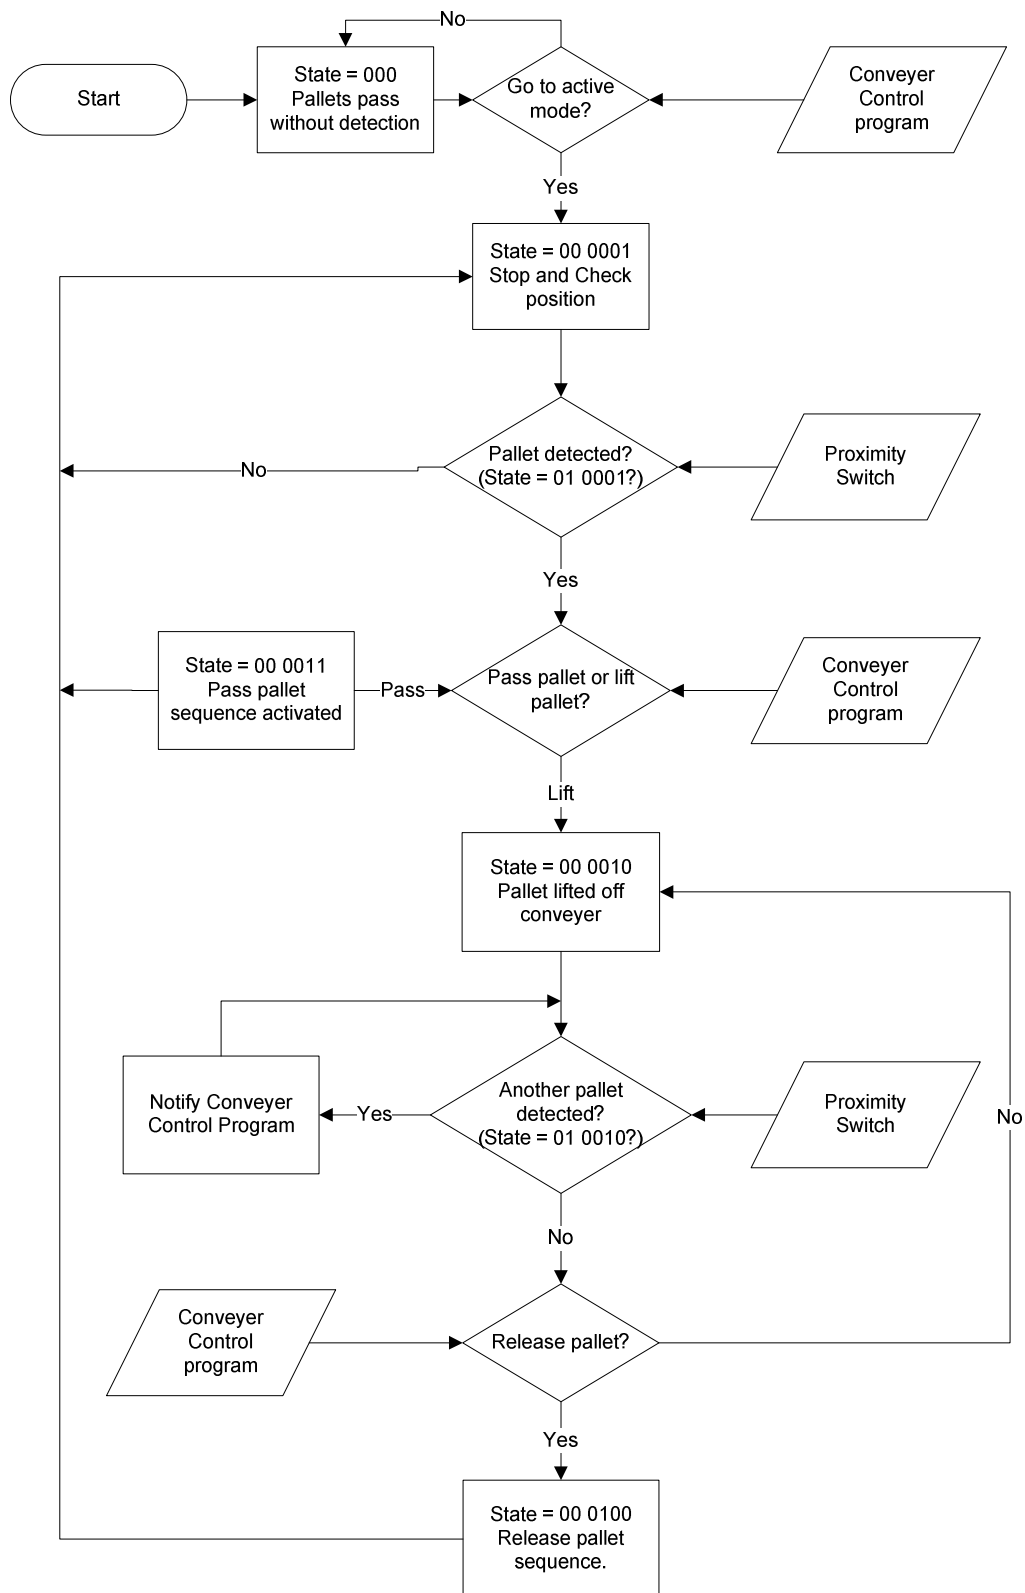 No
Start
State = 000
Pallets pass
without detection
Go to active
mode?
Conveyer
Control
program
Yes
State = 00 0001
Stop and Check
position
Pallet detected?
(State = 01 0001?)
Proximity
Switch
No
Yes
State = 00 0011
Pass pallet
sequence activated
Pass
Pass pallet or lift
pallet?
Conveyer
Control
program
Lift
State = 00 0010
Pallet lifted off
conveyer
Notify Conveyer
Control Program
Yes
Another pallet
detected?
(State = 01 0010?)
Proximity
Switch
No
No
Conveyer
Control
program
Release pallet?
Yes
State = 00 0100
Release pallet
sequence.